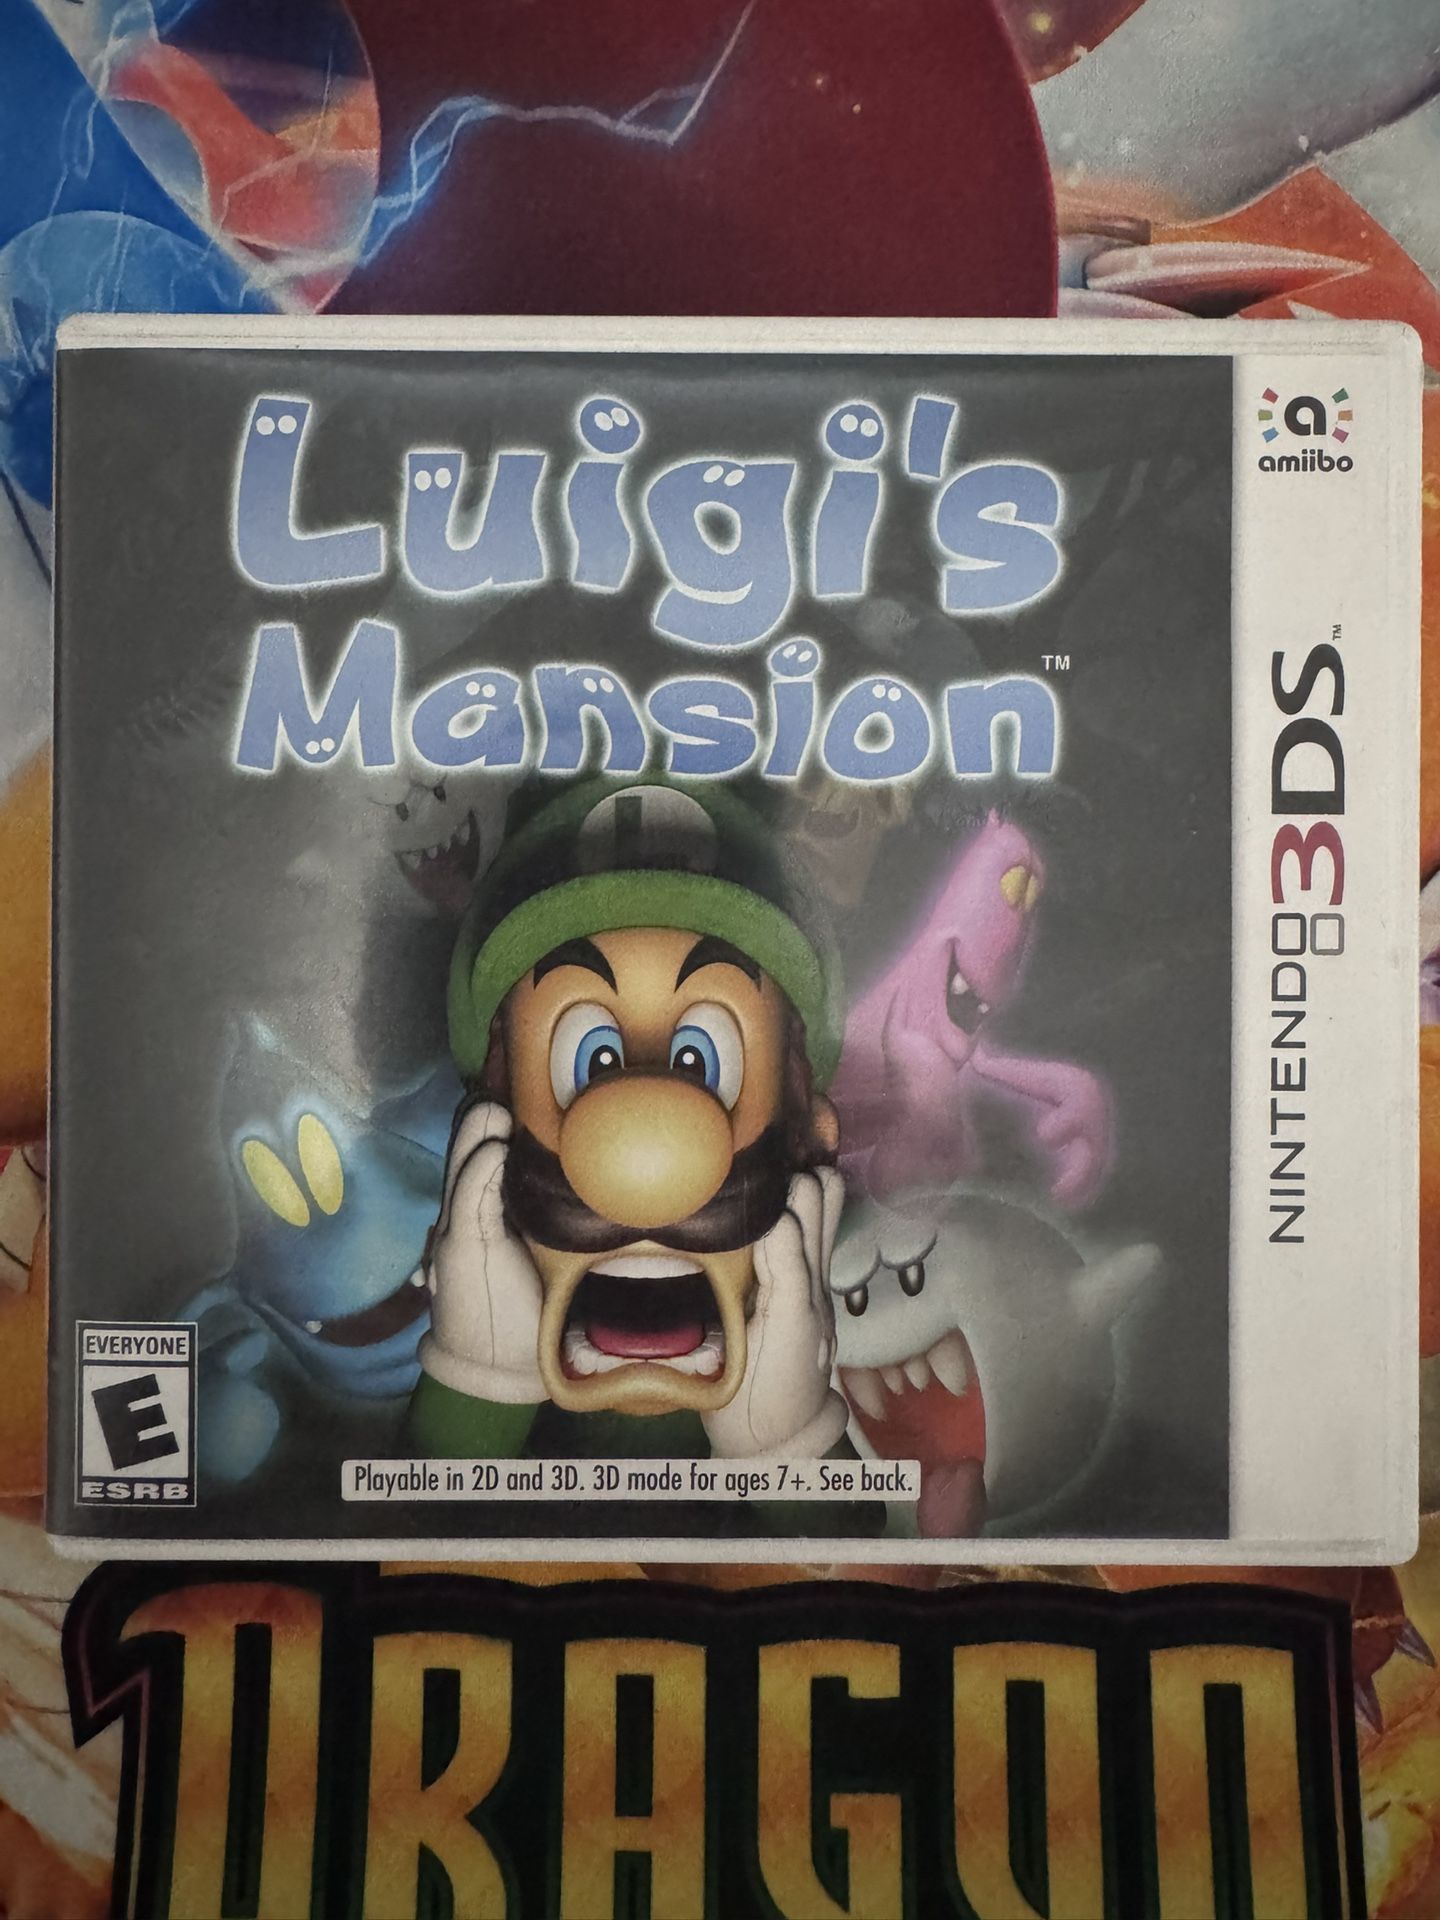 Luigi's
Mansion
TM
L
EVERYONE
E
ESRB
Playable in 2D and 3D. 3D mode for ages 7+. See back.
a
amiibo
NINTENDO 3DS
TM
DRAGON